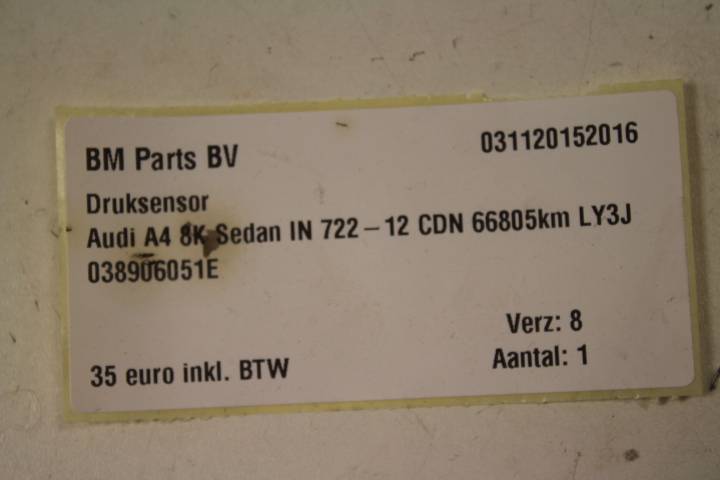 BM Parts BV
031120152016
Druksensor
Audi A4 8K Sedan IN 722 – 12 CDN 66805km LY3J
038906051E
Verz: 8
35 euro inkl. BTW
Aantal: 1